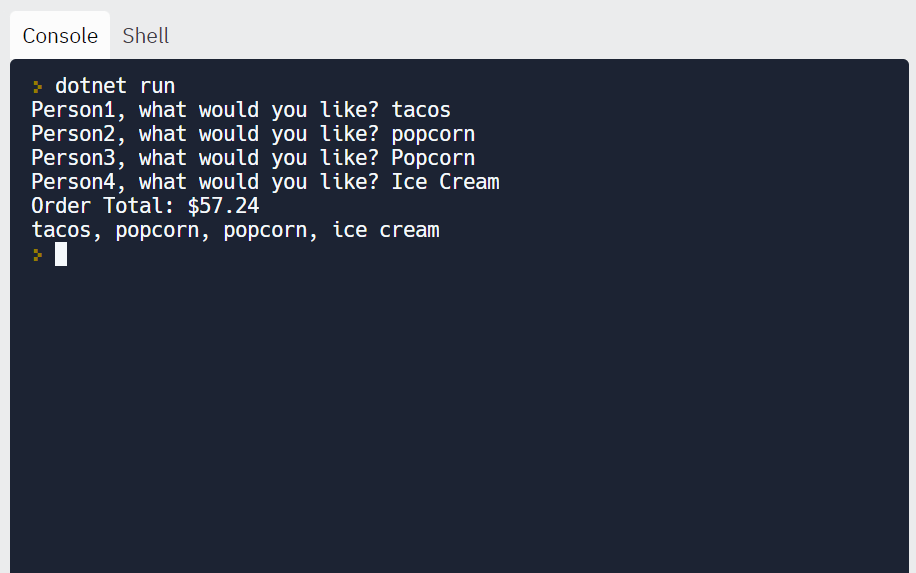 Console Shell
> dotnet run
Person1, what would you like? tacos
Person2, what would you like? popcorn
Person3, what would you like? Popcorn
Person4, what would you like? Ice Cream
Order Total: $57.24
tacos, popcorn, popcorn, ice cream
>